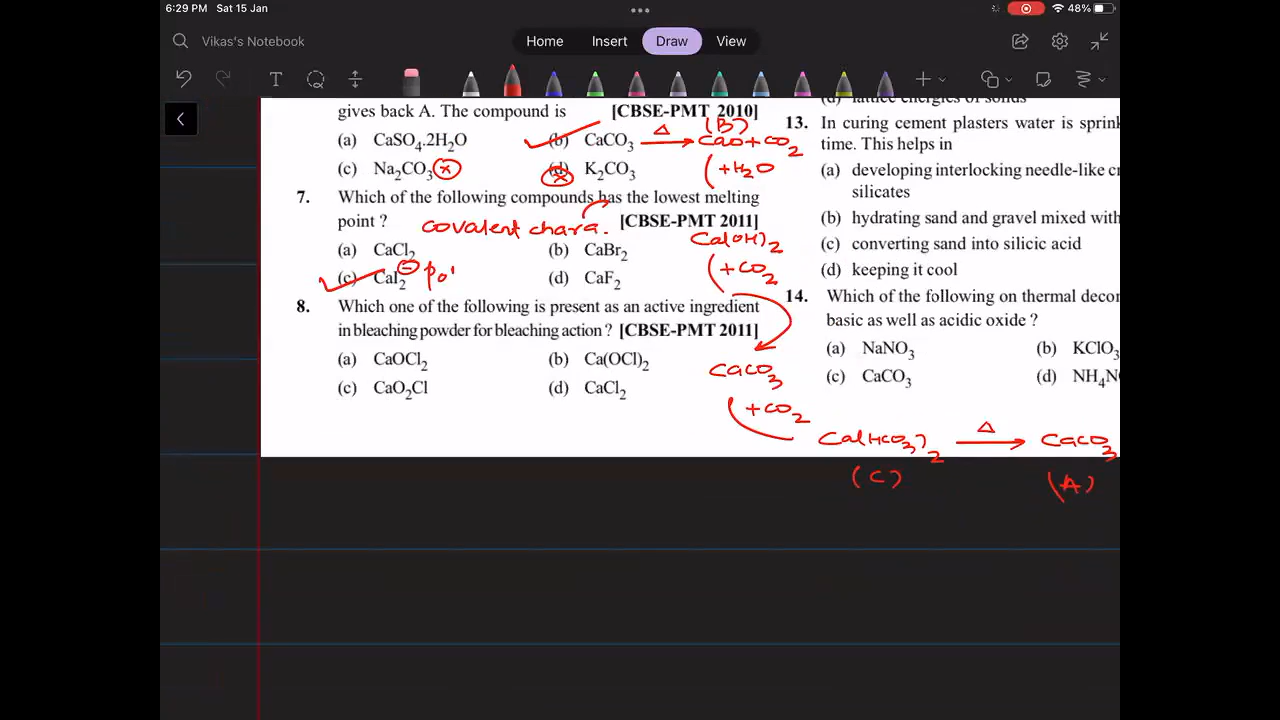 6:29 PM Sat 15 Jan
48%
Vikas's Notebook
Home Insert Draw View
gives back A. The compound is [CBSE-PMT 2010]
(a) CaSO4.2H2O (b) CaCO3
(c) Na2CO3 (d) K2CO3
Δ (B) CaO + CO2
+H2O
7. Which of the following compounds has the lowest melting
point ? [CBSE-PMT 2011]
covalent chara.
(a) CaCl2 (b) CaBr2
(c) CaI2 (d) CaF2
⊖ pol
Ca(OH)2
+CO2
CaCO3
+CO2
Ca(HCO3)2 Δ CaCO3
(C) (A)
8. Which one of the following is present as an active ingredient
in bleaching powder for bleaching action ? [CBSE-PMT 2011]
(a) CaOCl2 (b) Ca(OCl)2
(c) CaO2Cl (d) CaCl2
(d) lattice energies of solids
13. In curing cement plasters water is sprin
time. This helps in
(a) developing interlocking needle-like cr
silicates
(b) hydrating sand and gravel mixed with
(c) converting sand into silicic acid
(d) keeping it cool
14. Which of the following on thermal decor
basic as well as acidic oxide ?
(a) NaNO3 (b) KClO3
(c) CaCO3 (d) NH4N